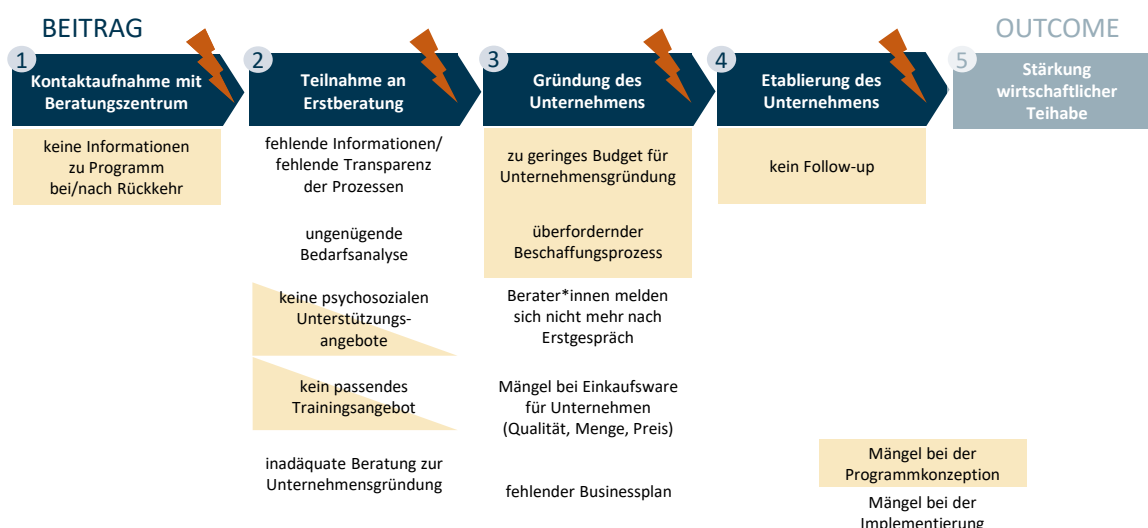 BEITRAG
OUTCOME
1
Kontaktaufnahme mit
Beratungszentrum
2
Teilnahme an
Erstberatung
3
Gründung des
Unternehmens
4
Etablierung des
Unternehmens
5
Stärkung
wirtschaftlicher
Teihabe
keine Informationen
zu Programm
bei/nach Rückkehr
fehlende Informationen/
fehlende Transparenz
der Prozessen
ungenügende
Bedarfsanalyse
keine psychosozialen
Unterstützungs-
angebote
kein passendes
Trainingsangebot
inadäquate Beratung zur
Unternehmensgründung
zu geringes Budget für
Unternehmensgründung
überfordernder
Beschaffungsprozess
Berater*innen melden
sich nicht mehr nach
Erstgespräch
Mängel bei Einkaufsware
für Unternehmen
(Qualität, Menge, Preis)
fehlender Businessplan
kein Follow-up
Mängel bei der
Programmkonzeption
Mängel bei der
Implementierung